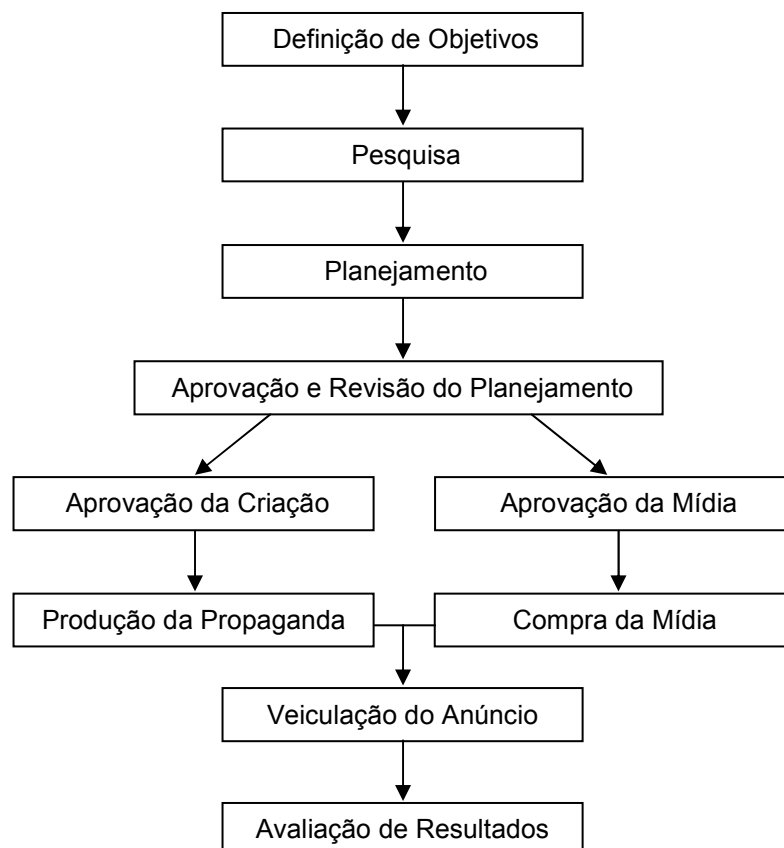 Definição de Objetivos
Pesquisa
Planejamento
Aprovação e Revisão do Planejamento
Aprovação da Criação
Aprovação da Mídia
Produção da Propaganda
Compra da Mídia
Veiculação do Anúncio
Avaliação de Resultados